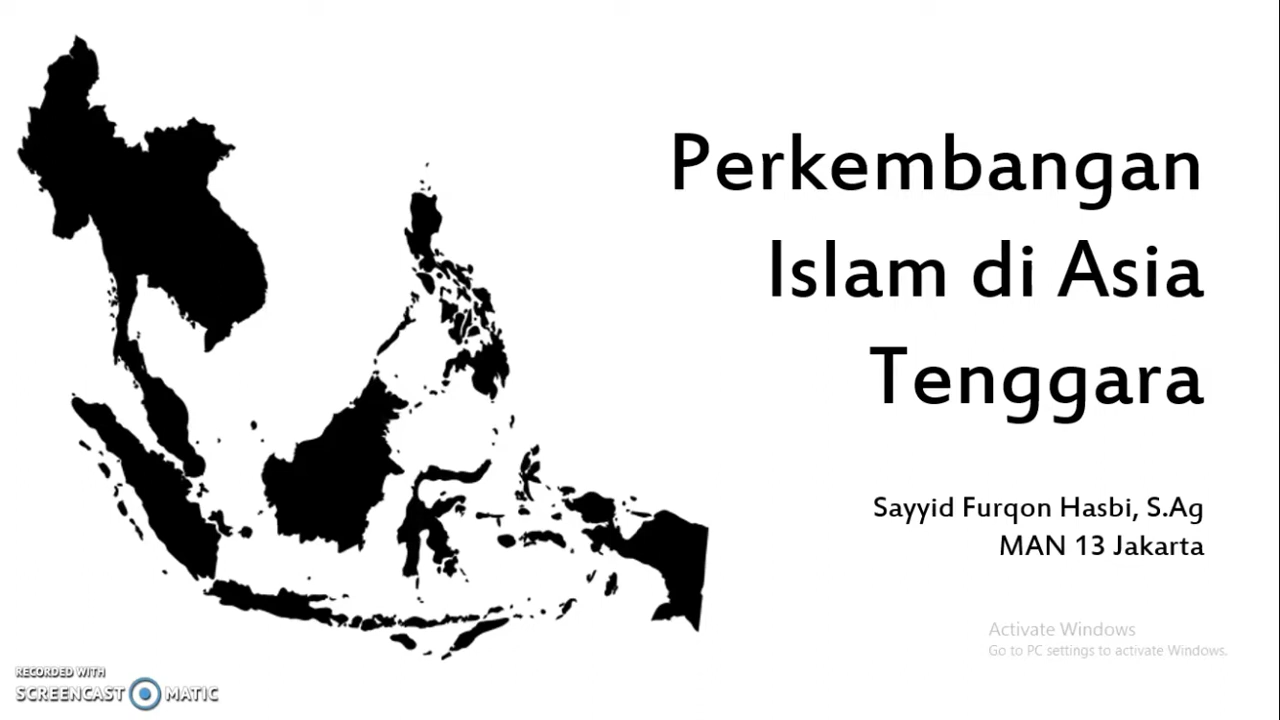 Perkembangan
Islam di Asia
Tenggara
Sayyid Furqon Hasbi, S.Ag
MAN 13 Jakarta
Activate Windows
Go to PC settings to activate Windows.
RECORDED WITH
SCREENCAST MATIC